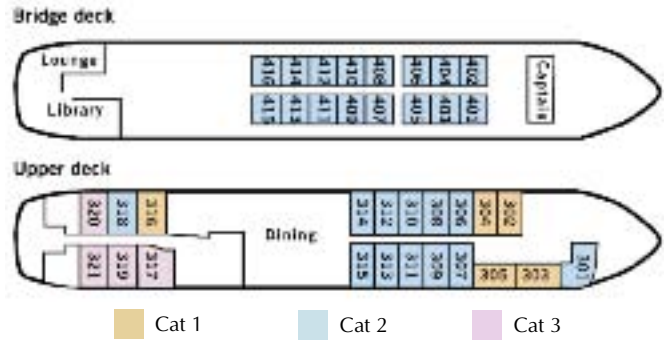 Bridge deck
Lounge
416 414 412 410 408 406 404 402
Captain
Library
415 413 411 409 407 405 403 401
Upper deck
320 318 316
314 312 310 308 306 304 302
Dining
321 319 317
315 313 311 309 307 305 303 301
Cat 1 Cat 2 Cat 3